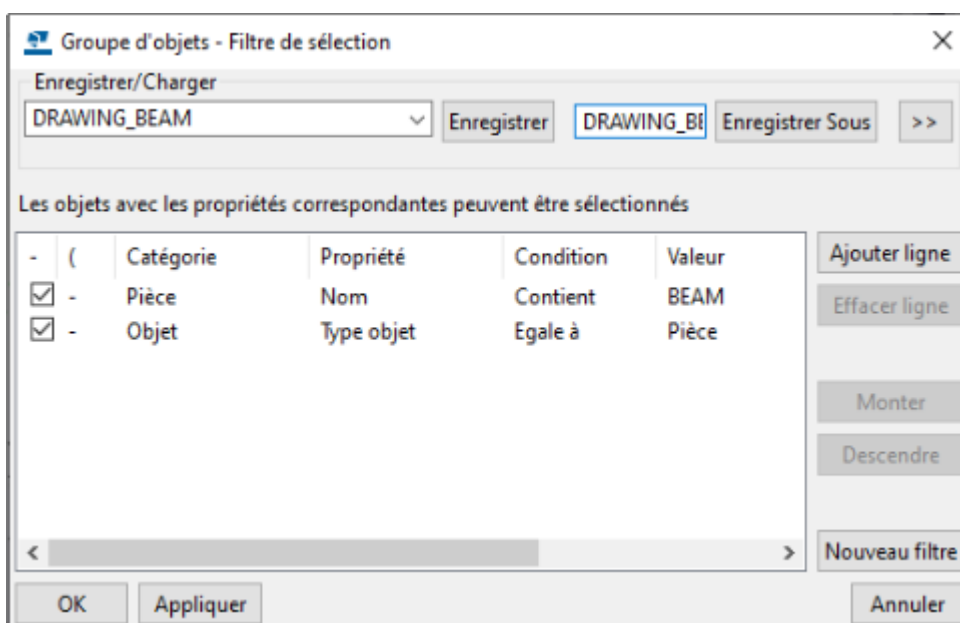 Groupe d'objets - Filtre de sélection
Enregistrer/Charger
DRAWING_BEAM Enregistrer DRAWING_BE Enregistrer Sous >>
Les objets avec les propriétés correspondantes peuvent être sélectionnés
- ( Catégorie Propriété Condition Valeur
- Pièce Nom Contient BEAM
- Objet Type objet Egale à Pièce
Ajouter ligne
Effacer ligne
Monter
Descendre
Nouveau filtre
OK Appliquer Annuler